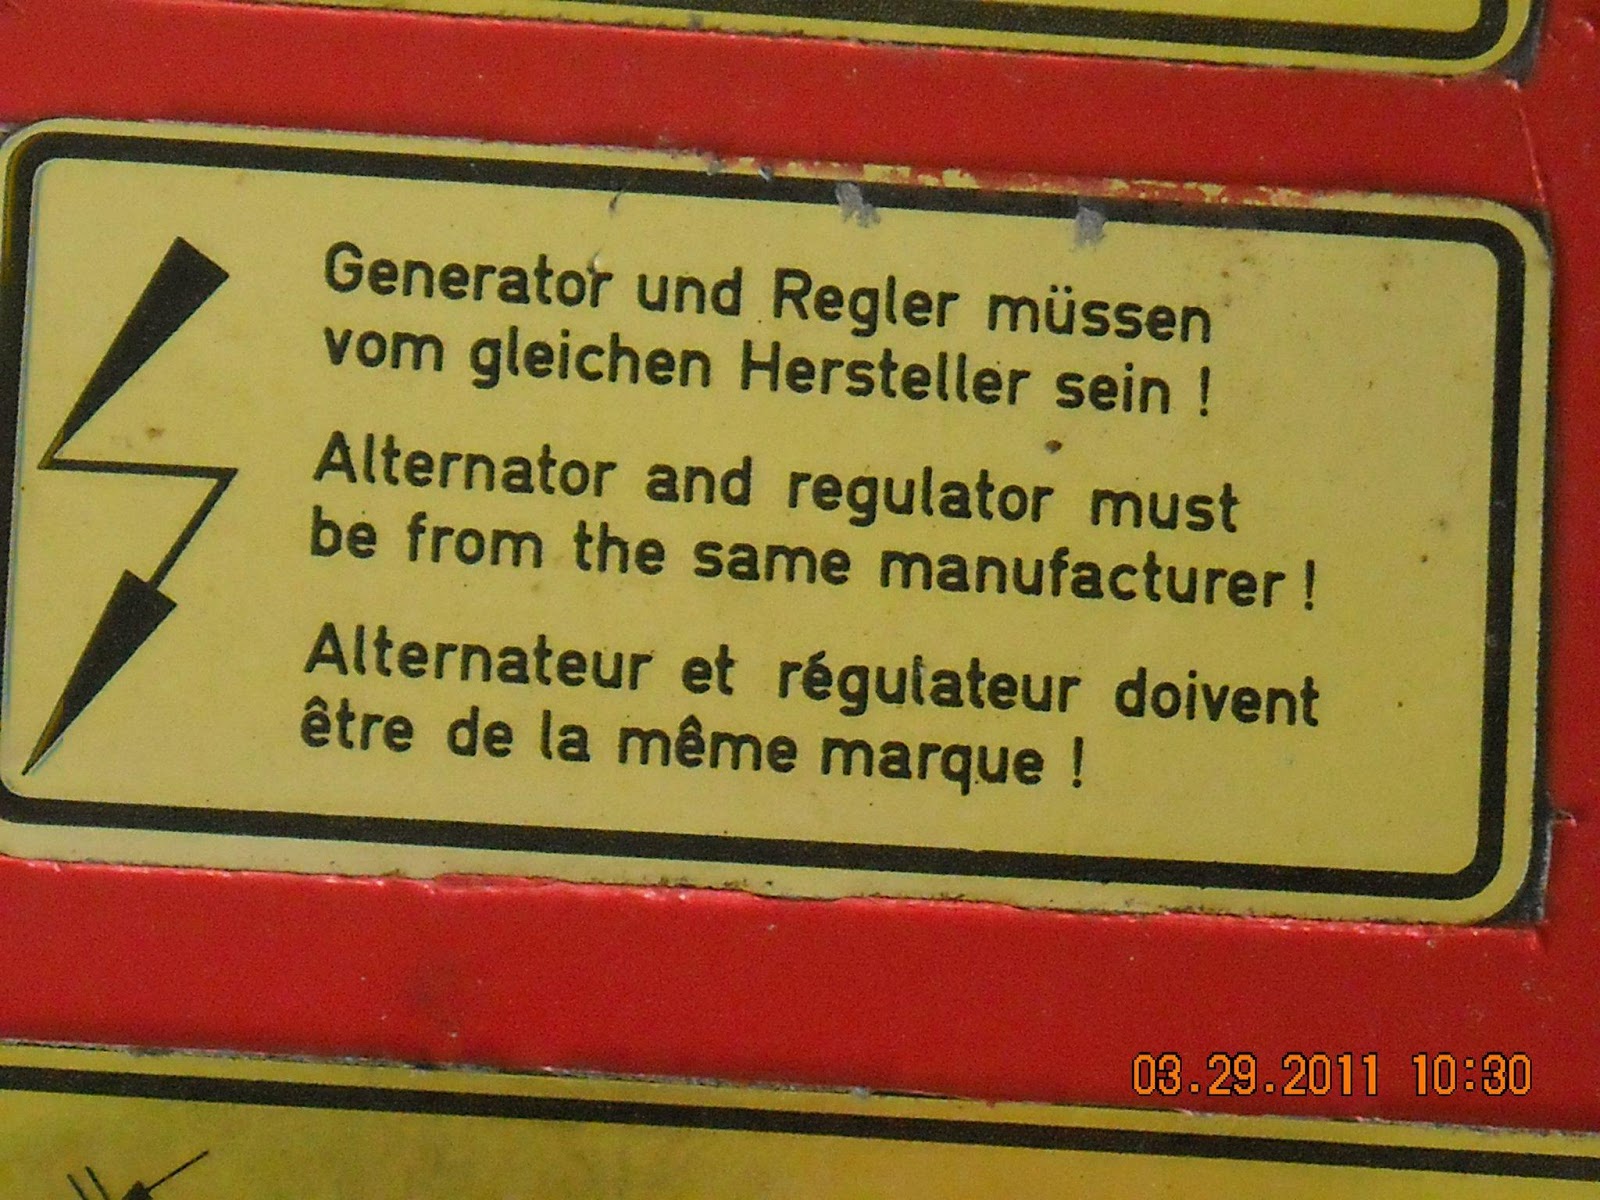 Generator und Regler müssen
vom gleichen Hersteller sein !
Alternator and regulator must
be from the same manufacturer !
Alternateur et régulateur doivent
être de la même marque !
03.29.2011 10:30